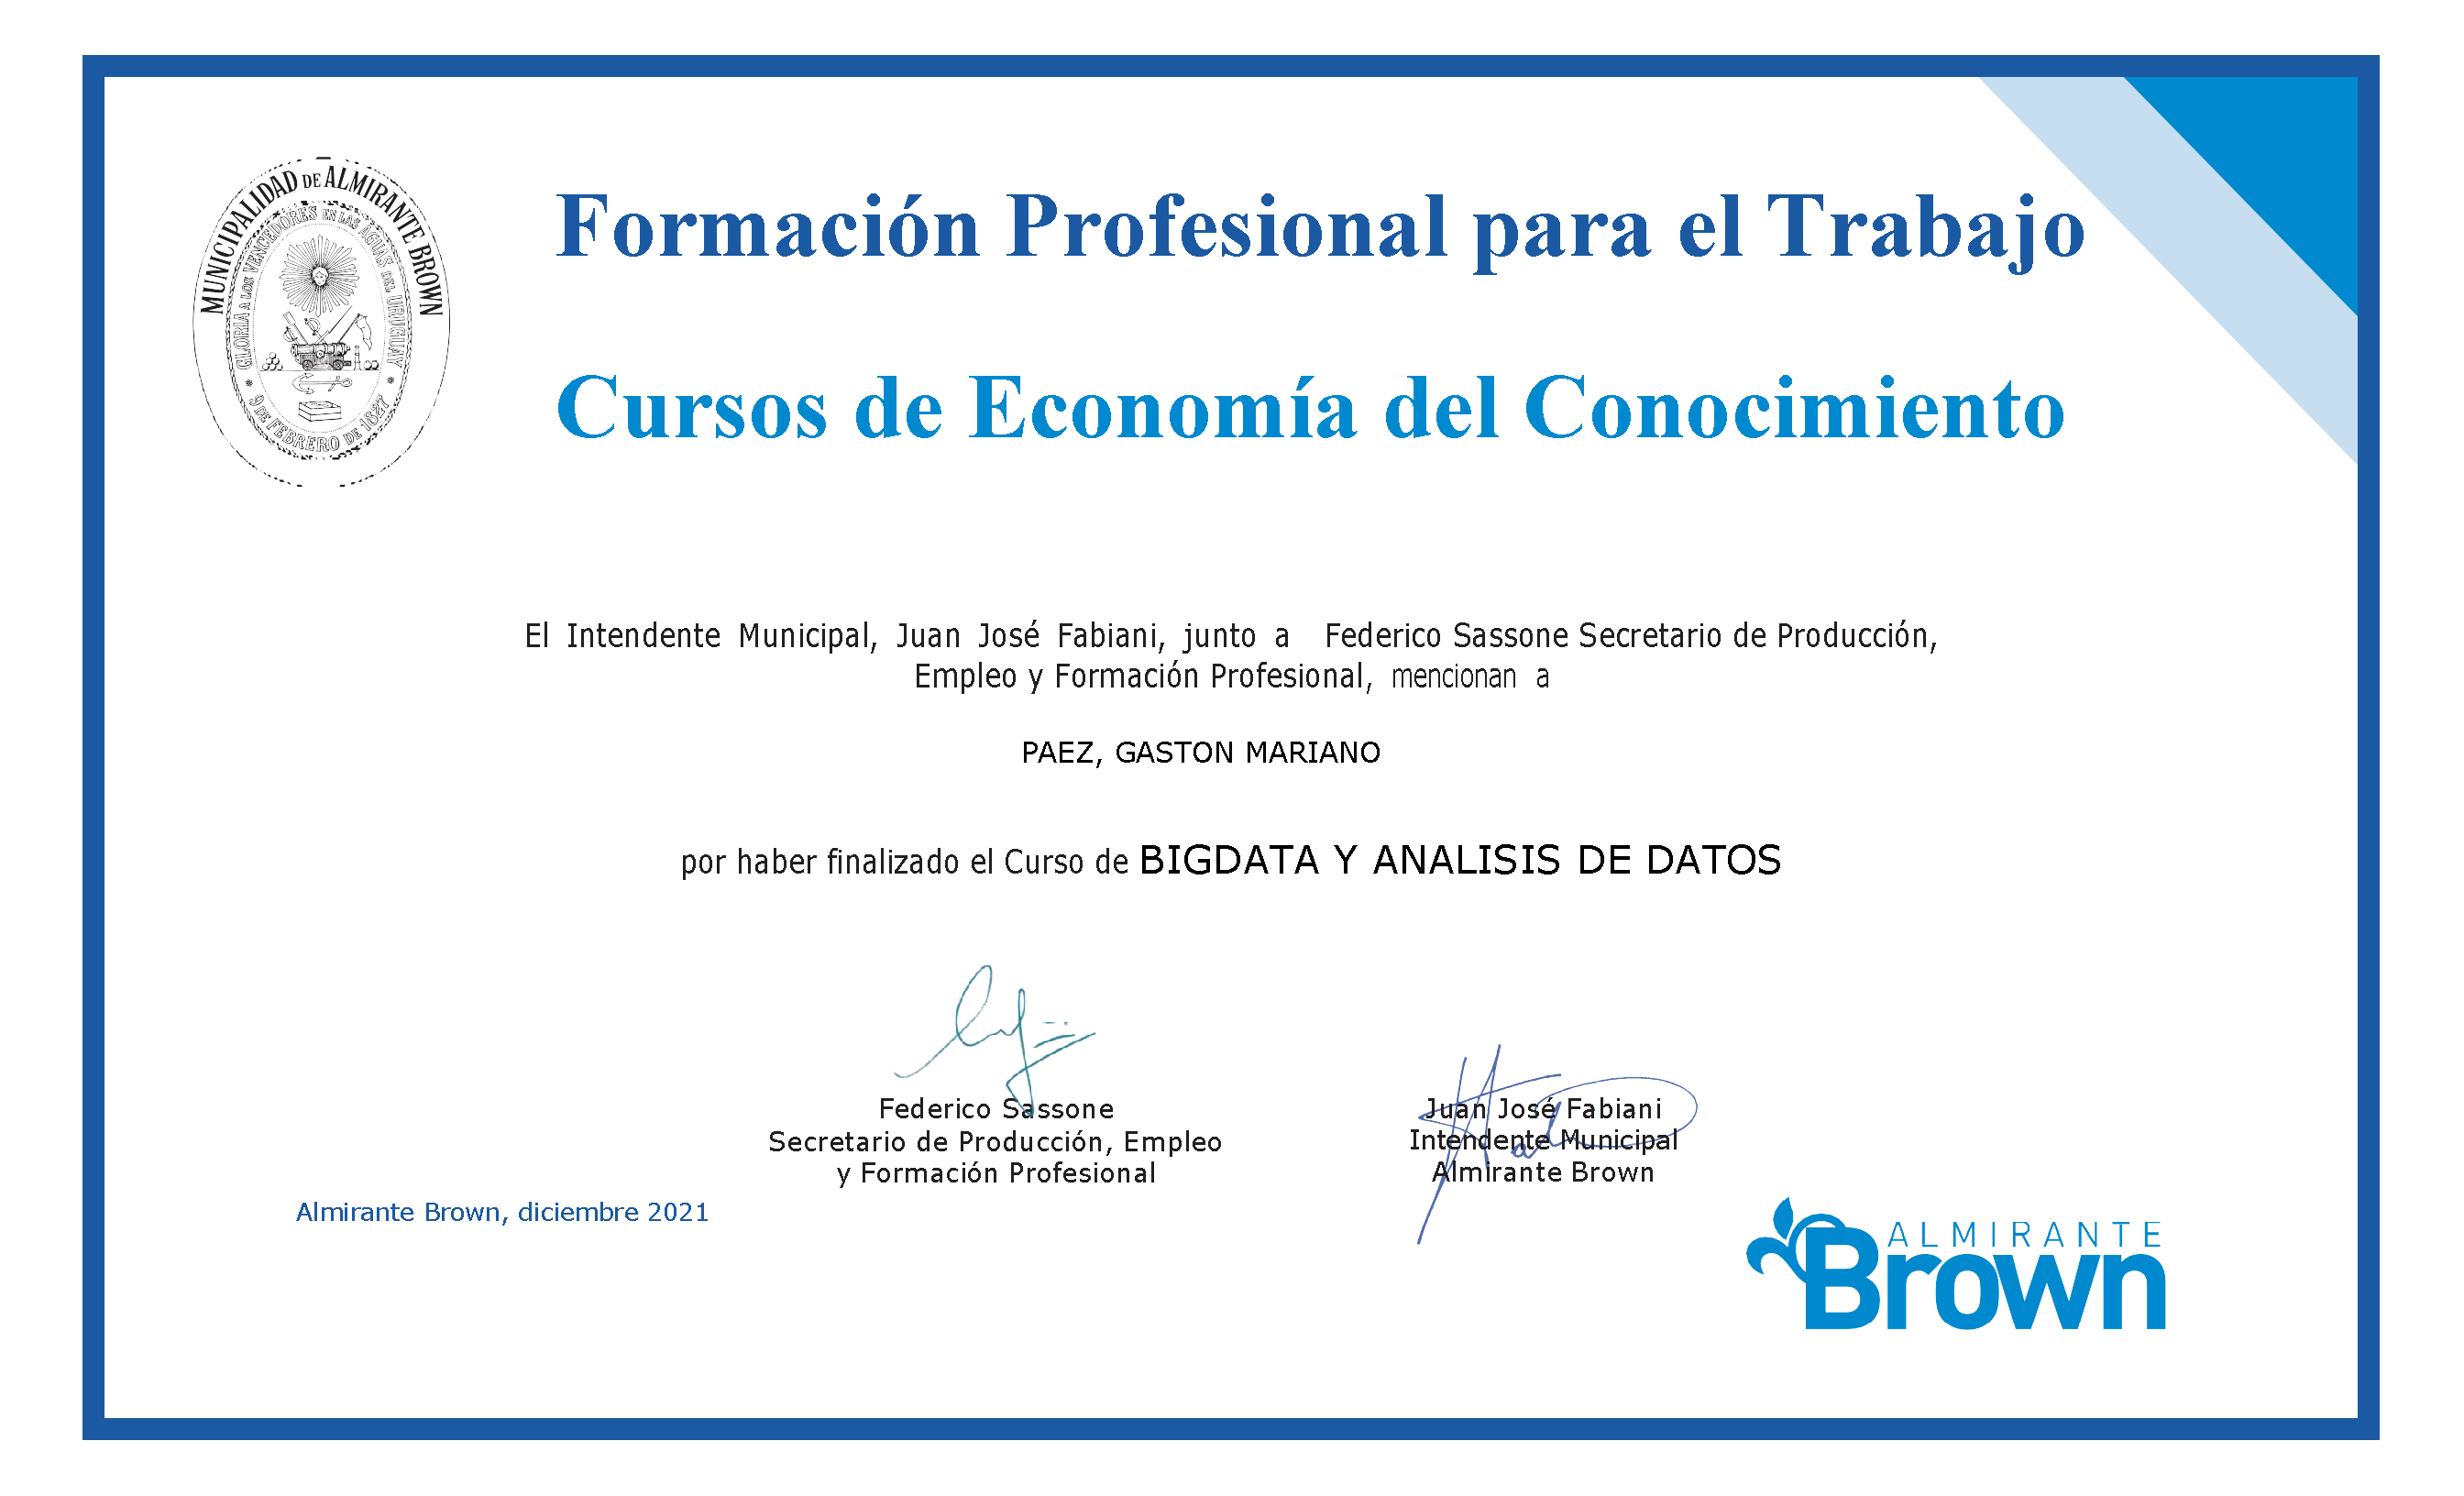 MUNICIPALIDAD DE ALMIRANTE BROWN
GLORIA A LOS VENCEDORES EN LAS AGUAS DEL URUGUAY
9 DE FEBRERO DE 1827
Formación Profesional para el Trabajo
Cursos de Economía del Conocimiento
El Intendente Municipal, Juan José Fabiani, junto a Federico Sassone Secretario de Producción,
Empleo y Formación Profesional, mencionan a
PAEZ, GASTON MARIANO
por haber finalizado el Curso de BIGDATA Y ANALISIS DE DATOS
Federico Sassone
Secretario de Producción, Empleo
y Formación Profesional
Juan José Fabiani
Intendente Municipal
Almirante Brown
Almirante Brown, diciembre 2021
ALMIRANTE
Brown